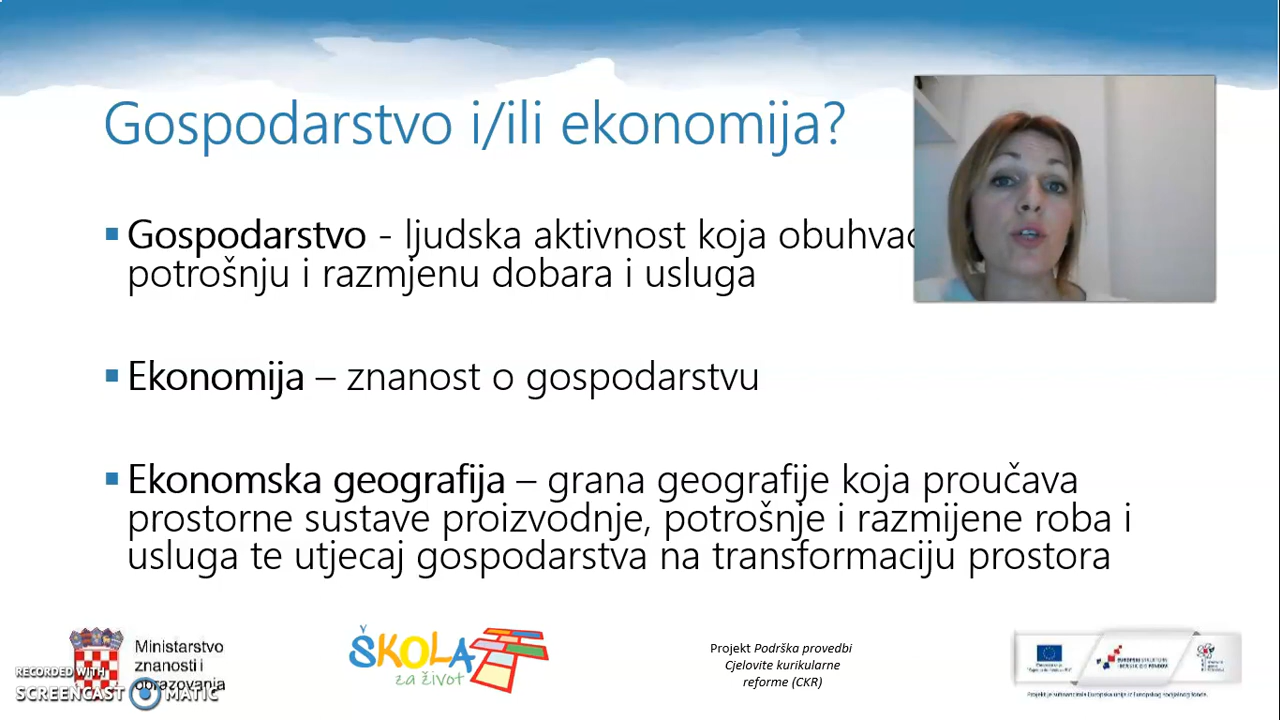 Gospodarstvo i/ili ekonomija?
Gospodarstvo - ljudska aktivnost koja
potrošnju i razmjenu dobara i usluga
Ekonomija – znanost o gospodarstvu
Ekonomska geografija – grana geografije koja proučava
prostorne sustave proizvodnje, potrošnje i razmijene roba i
usluga te utjecaj gospodarstva na transformaciju prostora
Ministarstvo
znanosti i
obrazovanja
RECORDED WITH
SCREENCAST MATIC
ŠKOLA
za život
Projekt Podrška provedbi
Cjelovite kurikularne
reforme (CKR)